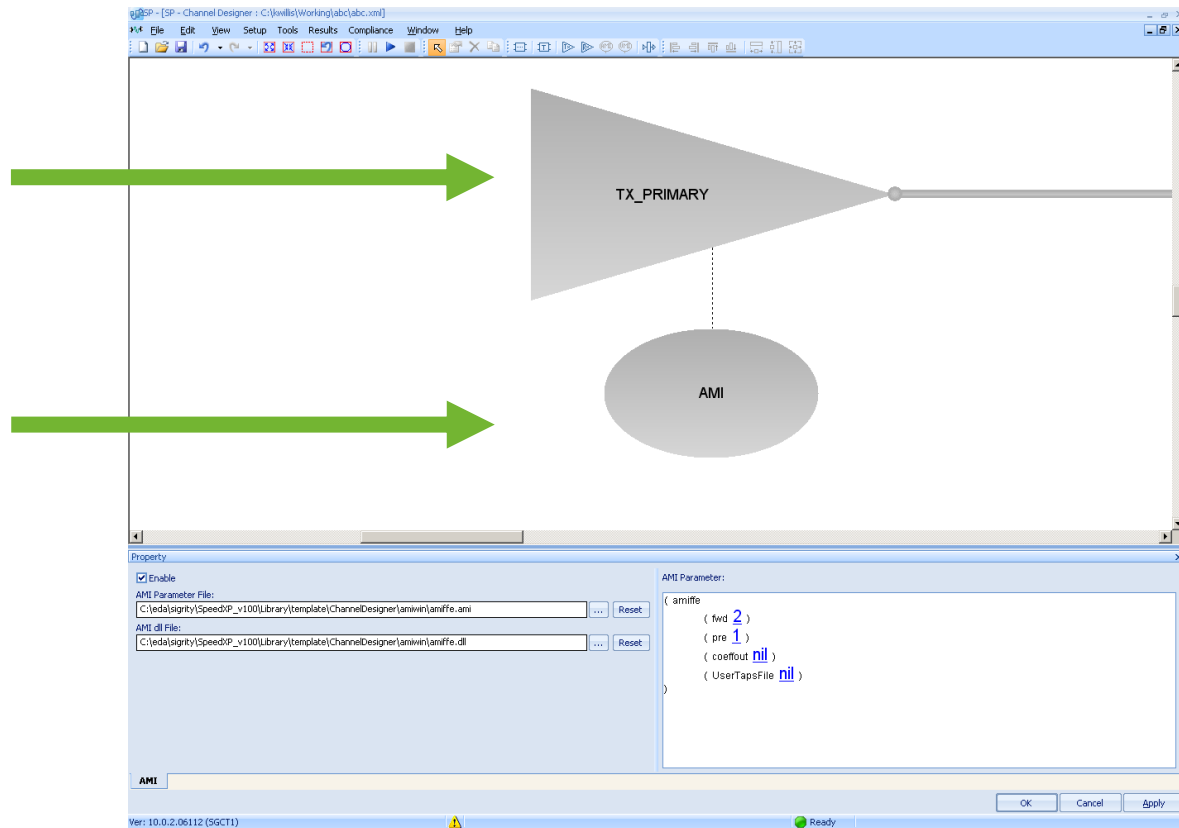 SP - [SP - Channel Designer : C:\kwillis\Working\abc\abc.xml]
File Edit View Setup Tools Results Compliance Window Help
TX_PRIMARY
AMI
Property
Enable
AMI Parameter File:
C:\eda\sigrity\SpeedXP_v100\Library\template\ChannelDesigner\amiwin\amiffe.ami ... Reset
AMI dll File:
C:\eda\sigrity\SpeedXP_v100\Library\template\ChannelDesigner\amiwin\amiffe.dll ... Reset
AMI Parameter:
( amiffe
( fwd 2 )
( pre 1 )
( coeffout nil )
( UserTapsFile nil )
)
AMI
OK Cancel Apply
Ver: 10.0.2.06112 (SGCT1) Ready